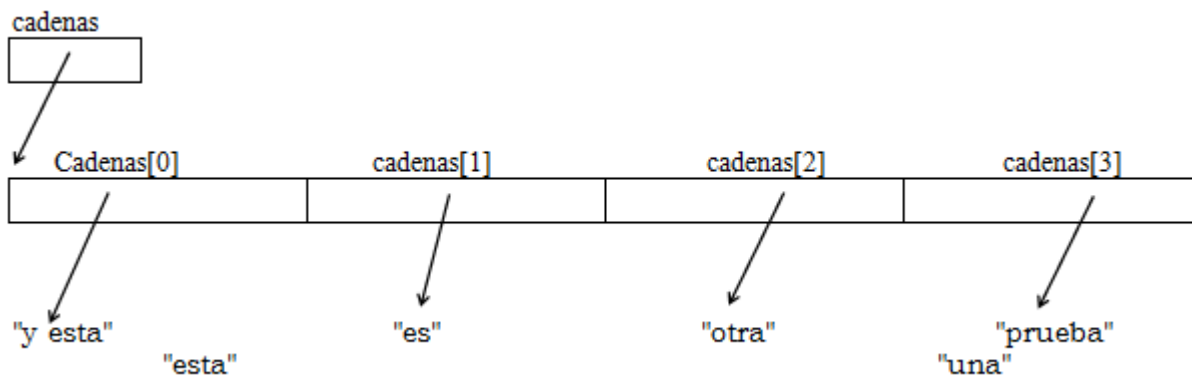 cadenas
Cadenas[0] cadenas[1] cadenas[2] cadenas[3]
"y esta" "es" "otra" "prueba"
"esta" "una"